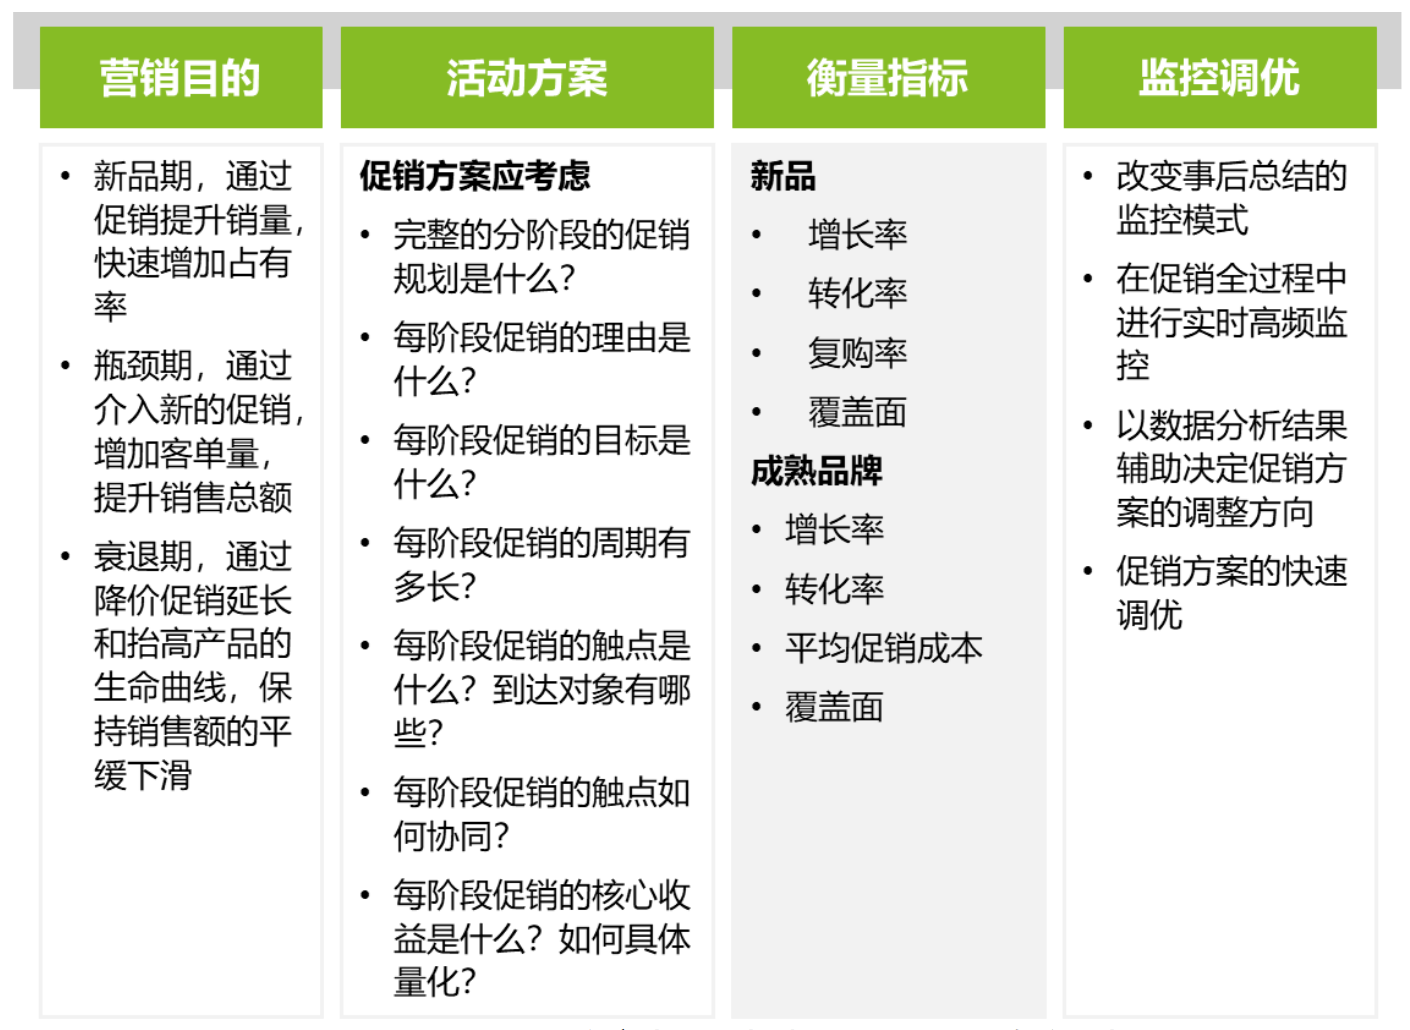 营销目的
活动方案
衡量指标
监控调优
• 新品期，通过
促销提升销量，
快速增加占有
率
• 瓶颈期，通过
介入新的促销，
增加客单量，
提升销售总额
• 衰退期，通过
降价促销延长
和抬高产品的
生命曲线，保
持销售额的平
缓下滑
促销方案应考虑
• 完整的分阶段的促销
规划是什么？
• 每阶段促销的理由是
什么？
• 每阶段促销的目标是
什么？
• 每阶段促销的周期有
多长？
• 每阶段促销的触点是
什么？到达对象有哪
些？
• 每阶段促销的触点如
何协同？
• 每阶段促销的核心收
益是什么？如何具体
量化？
新品
• 增长率
• 转化率
• 复购率
• 覆盖面
成熟品牌
• 增长率
• 转化率
• 平均促销成本
• 覆盖面
• 改变事后总结的
监控模式
• 在促销全过程中
进行实时高频监
控
• 以数据分析结果
辅助决定促销方
案的调整方向
• 促销方案的快速
调优